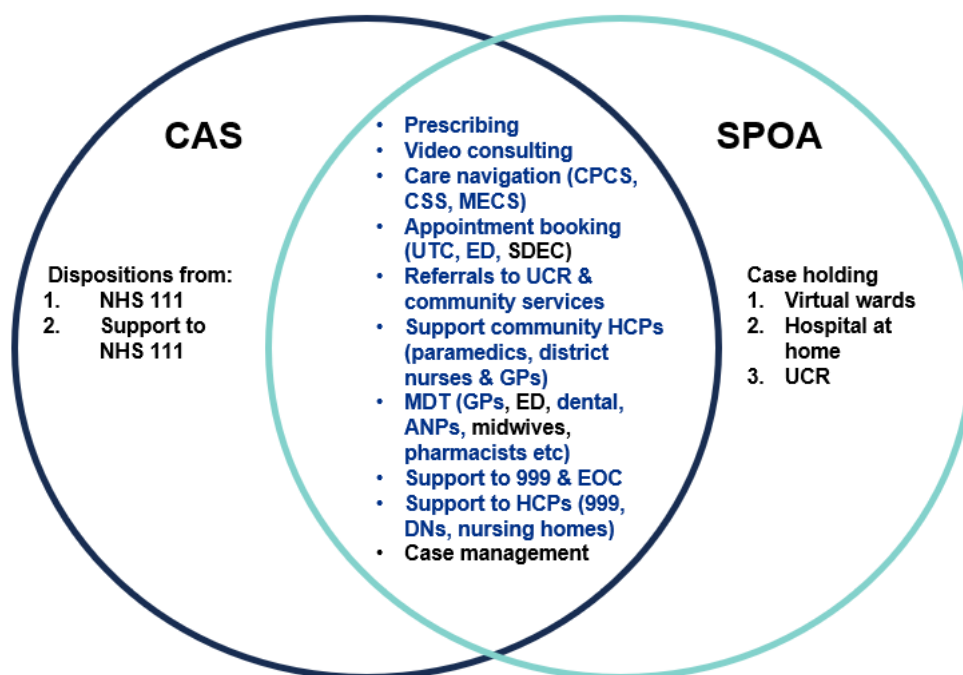 CAS
Dispositions from:
1. NHS 111
2. Support to
NHS 111
• Prescribing
• Video consulting
• Care navigation (CPCS,
CSS, MECS)
• Appointment booking
(UTC, ED, SDEC)
• Referrals to UCR &
community services
• Support community HCPs
(paramedics, district
nurses & GPs)
• MDT (GPs, ED, dental,
ANPs, midwives,
pharmacists etc)
• Support to 999 & EOC
• Support to HCPs (999,
DNs, nursing homes)
• Case management
SPOA
Case holding
1. Virtual wards
2. Hospital at
home
3. UCR